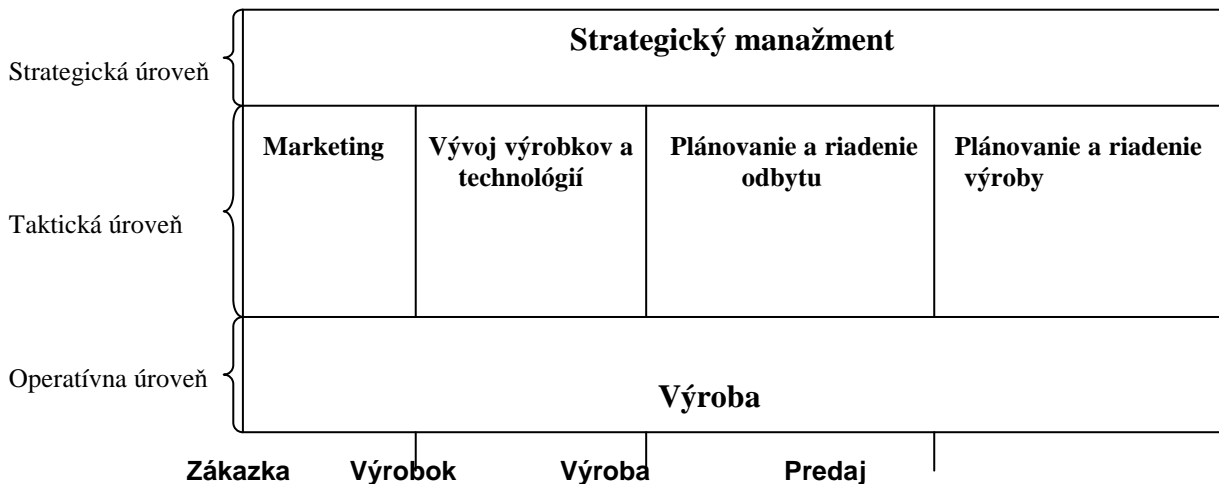 Strategický manažment
Strategická úroveň
Marketing
Vývoj výrobkov a
technológií
Plánovanie a riadenie
odbytu
Plánovanie a riadenie
výroby
Taktická úroveň
Operatívna úroveň
Výroba
Zákazka Výrobok Výroba Predaj